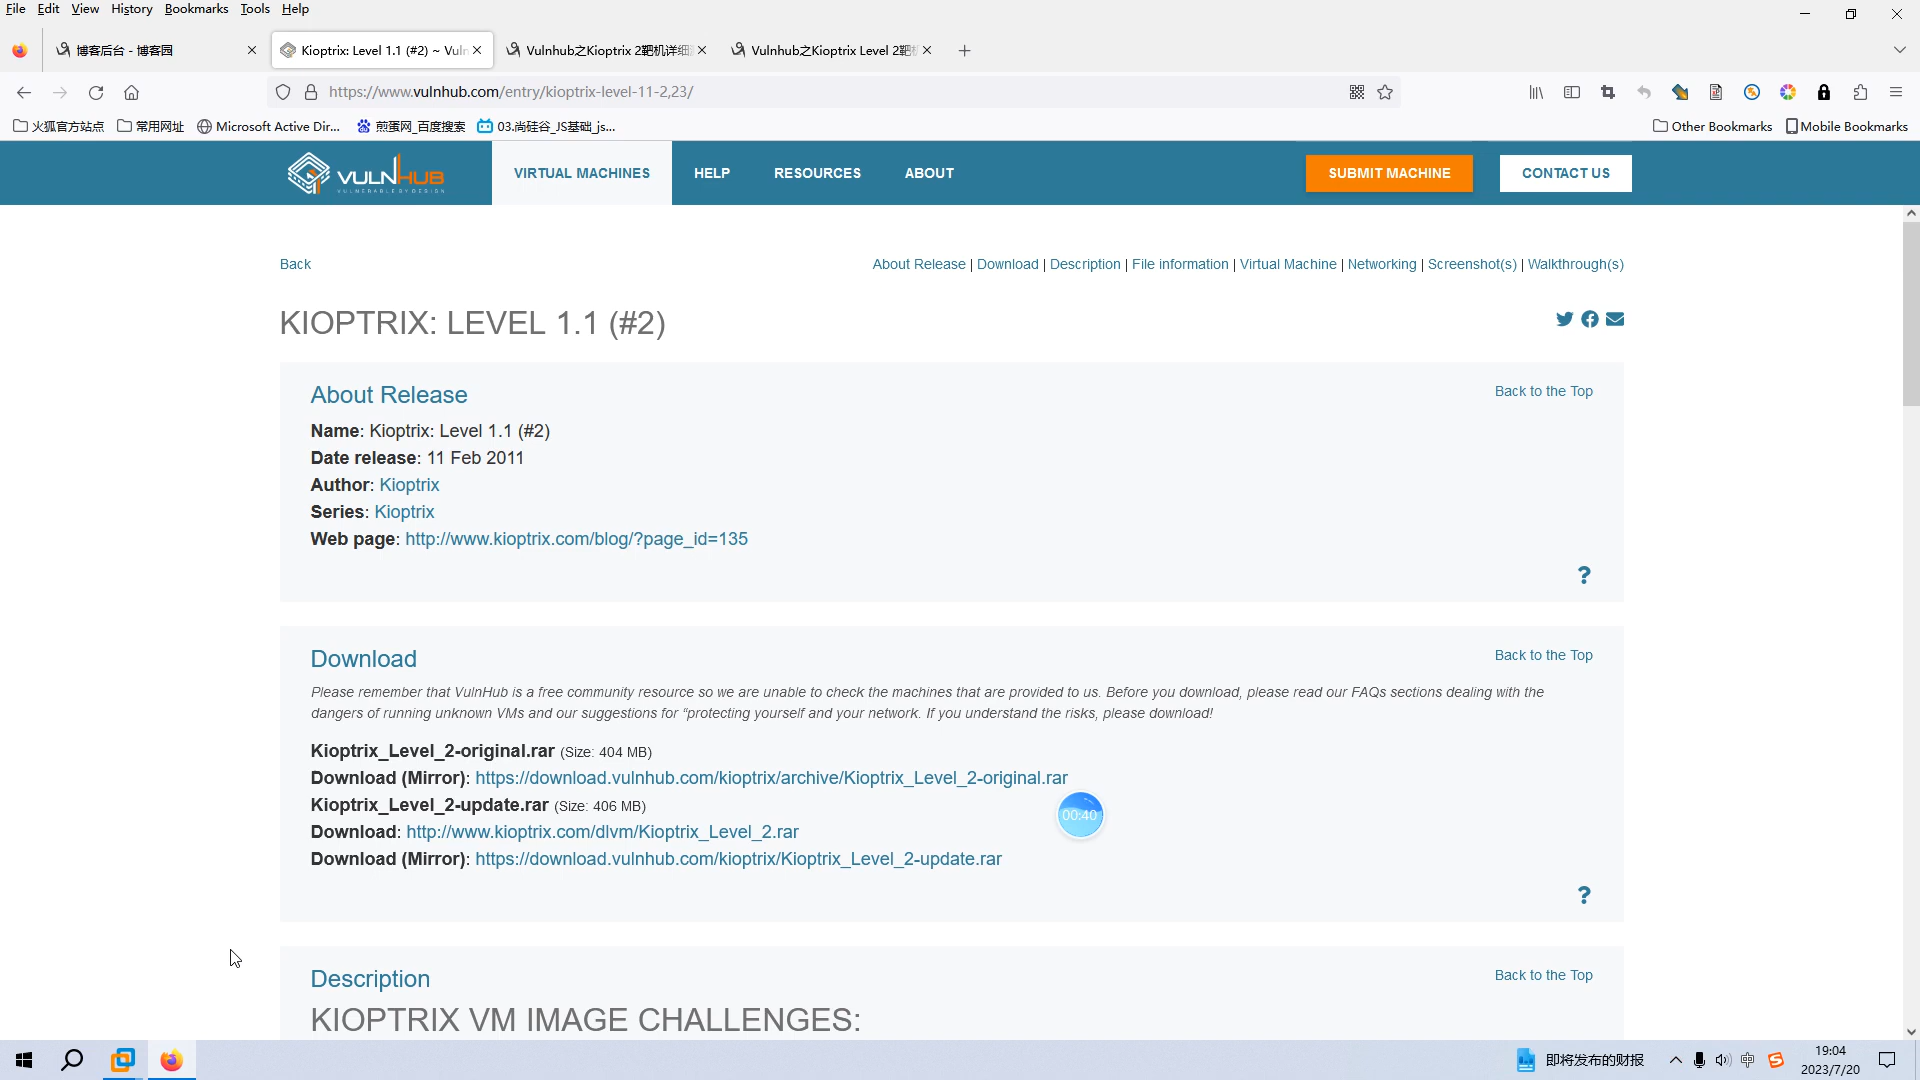 File Edit View History Bookmarks Tools Help
博客后台 - 博客园
Kioptrix: Level 1.1 (#2) ~ Vuln
Vulnhub之Kioptrix 2靶机详细
Vulnhub之Kioptrix Level 2靶
https://www.vulnhub.com/entry/kioptrix-level-11-2,23/
火狐官方站点 常用网址 Microsoft Active Dir... 煎蛋网_百度搜索 03.尚硅谷_JS基础_js... Other Bookmarks Mobile Bookmarks
VULNHUB
VULNERABLE BY DESIGN
VIRTUAL MACHINES HELP RESOURCES ABOUT SUBMIT MACHINE CONTACT US
Back
About Release | Download | Description | File information | Virtual Machine | Networking | Screenshot(s) | Walkthrough(s)
KIOPTRIX: LEVEL 1.1 (#2)
About Release
Back to the Top
Name: Kioptrix: Level 1.1 (#2)
Date release: 11 Feb 2011
Author: Kioptrix
Series: Kioptrix
Web page: http://www.kioptrix.com/blog/?page_id=135
?
Download
Back to the Top
Please remember that VulnHub is a free community resource so we are unable to check the machines that are provided to us. Before you download, please read our FAQs sections dealing with the
dangers of running unknown VMs and our suggestions for “protecting yourself and your network. If you understand the risks, please download!
Kioptrix_Level_2-original.rar (Size: 404 MB)
Download (Mirror): https://download.vulnhub.com/kioptrix/archive/Kioptrix_Level_2-original.rar
Kioptrix_Level_2-update.rar (Size: 406 MB)
00:40
Download: http://www.kioptrix.com/dlvm/Kioptrix_Level_2.rar
Download (Mirror): https://download.vulnhub.com/kioptrix/Kioptrix_Level_2-update.rar
?
Description
Back to the Top
KIOPTRIX VM IMAGE CHALLENGES:
即将发布的财报
中
19:04
2023/7/20